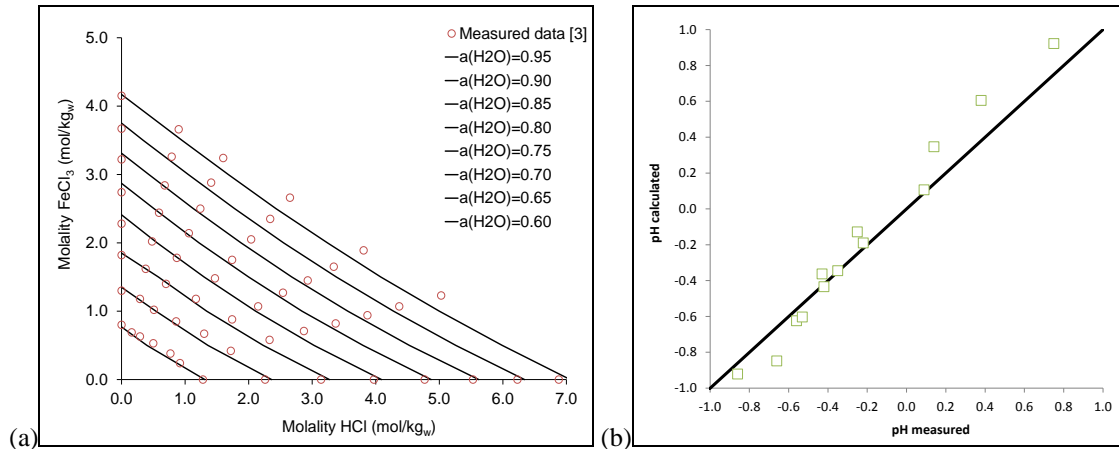 5.0
4.0
3.0
2.0
1.0
0.0
0.0 1.0 2.0 3.0 4.0 5.0 6.0 7.0
Molality FeCl₃ (mol/kg_w)
Molality HCl (mol/kg_w)
Measured data [3]
a(H2O)=0.95
a(H2O)=0.90
a(H2O)=0.85
a(H2O)=0.80
a(H2O)=0.75
a(H2O)=0.70
a(H2O)=0.65
a(H2O)=0.60
(a)
1.0
0.8
0.6
0.4
0.2
0.0
-0.2
-0.4
-0.6
-0.8
-1.0
-1.0 -0.8 -0.6 -0.4 -0.2 0.0 0.2 0.4 0.6 0.8 1.0
pH calculated
pH measured
(b)